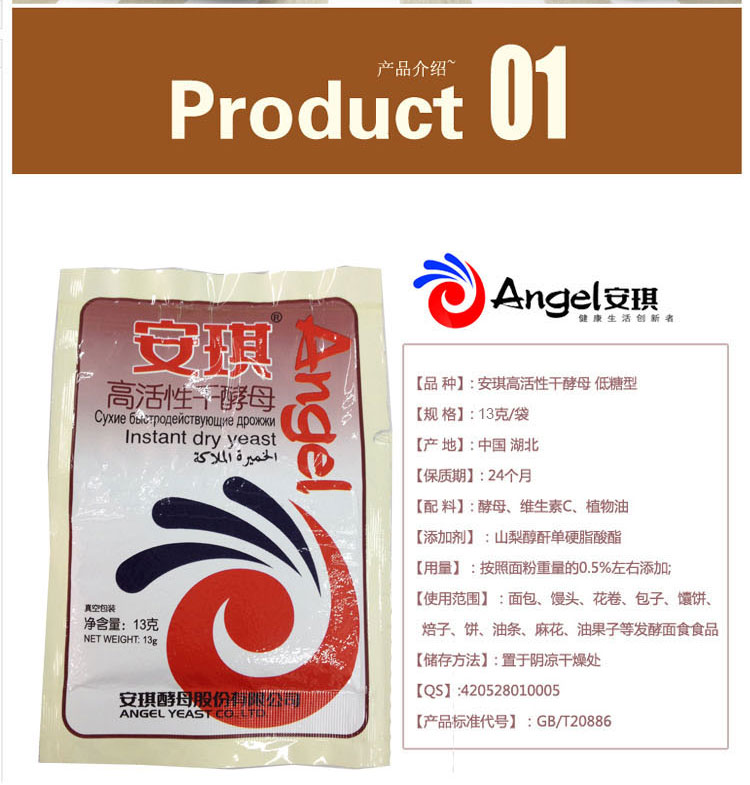 产品介绍~
Product 01
安琪®
Angel
高活性干酵母
Сухие быстродействующие дрожжи
Instant dry yeast
الخميرة الملاكة
真空包装
净含量：13克
NET WEIGHT: 13g
安琪酵母股份有限公司
ANGEL YEAST CO., LTD.
Angel安琪
健康生活创新者
【品 种】: 安琪高活性干酵母 低糖型
【规 格】: 13克/袋
【产 地】: 中国 湖北
【保质期】: 24个月
【配 料】: 酵母、维生素C、植物油
【添加剂】: 山梨醇酐单硬脂酸酯
【用量】: 按照面粉重量的0.5%左右添加;
【使用范围】: 面包、馒头、花卷、包子、馕饼、
焙子、饼、油条、麻花、油果子等发酵面食食品
【储存方法】: 置于阴凉干燥处
【QS】:420528010005
【产品标准代号】: GB/T20886